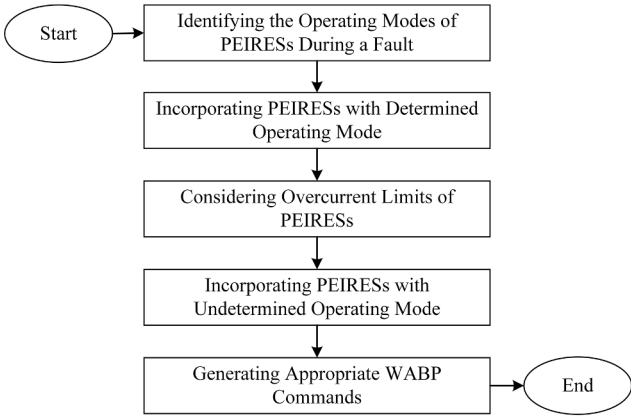 Start
Identifying the Operating Modes of
PEIRESs During a Fault
Incorporating PEIRESs with Determined
Operating Mode
Considering Overcurrent Limits of
PEIRESs
Incorporating PEIRESs with
Undetermined Operating Mode
Generating Appropriate WABP
Commands
End